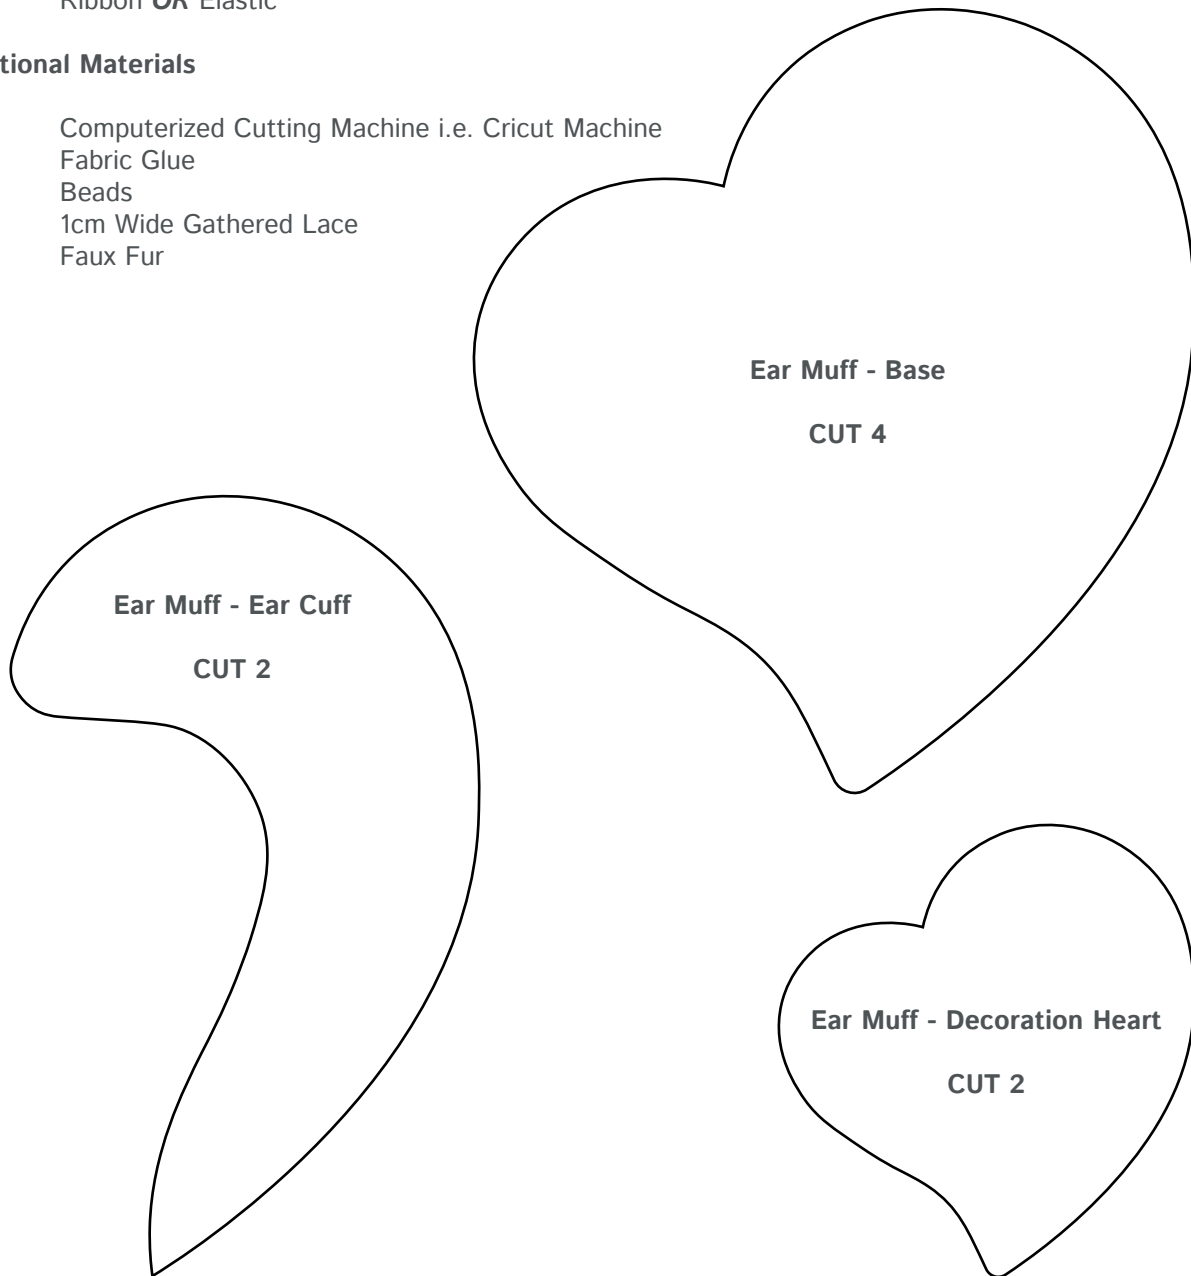 Ribbon OR Elastic
tional Materials
Computerized Cutting Machine i.e. Cricut Machine
Fabric Glue
Beads
1cm Wide Gathered Lace
Faux Fur
Ear Muff - Base
CUT 4
Ear Muff - Ear Cuff
CUT 2
Ear Muff - Decoration Heart
CUT 2